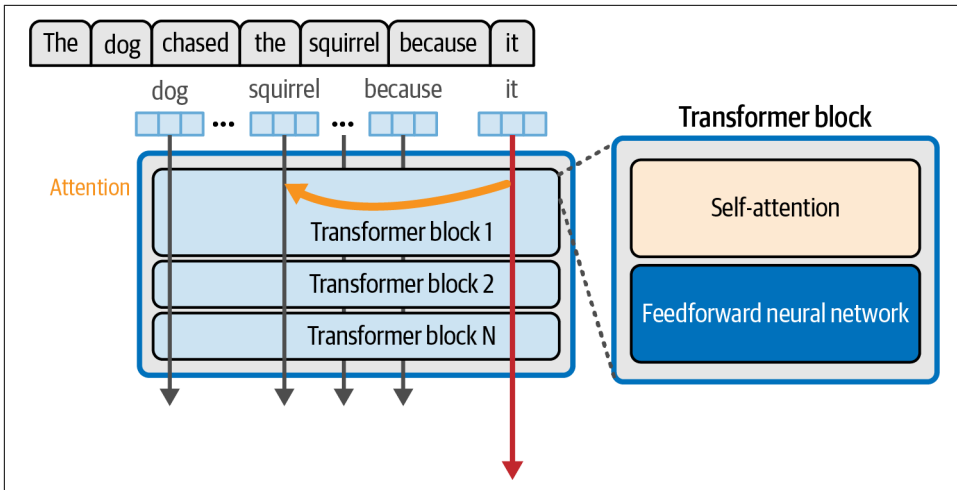 The dog chased the squirrel because it
dog ... squirrel ... because it
Transformer block
Attention
Self-attention
Transformer block 1
Transformer block 2
Feedforward neural network
Transformer block N